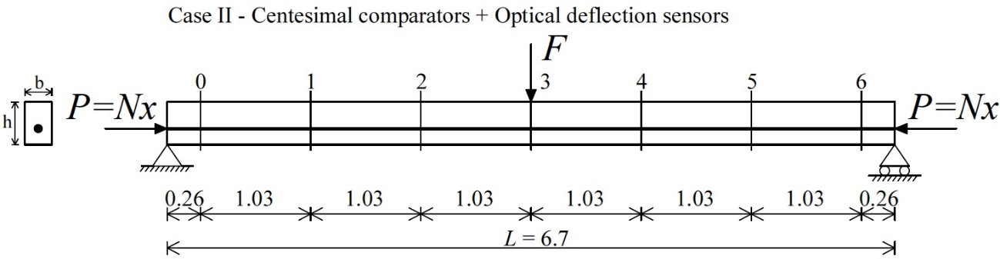 Case II - Centesimal comparators + Optical deflection sensors
F
b
0 1 2 3 4 5 6
h
P=Nx P=Nx
0.26 1.03 1.03 1.03 1.03 1.03 1.03 0.26
L = 6.7